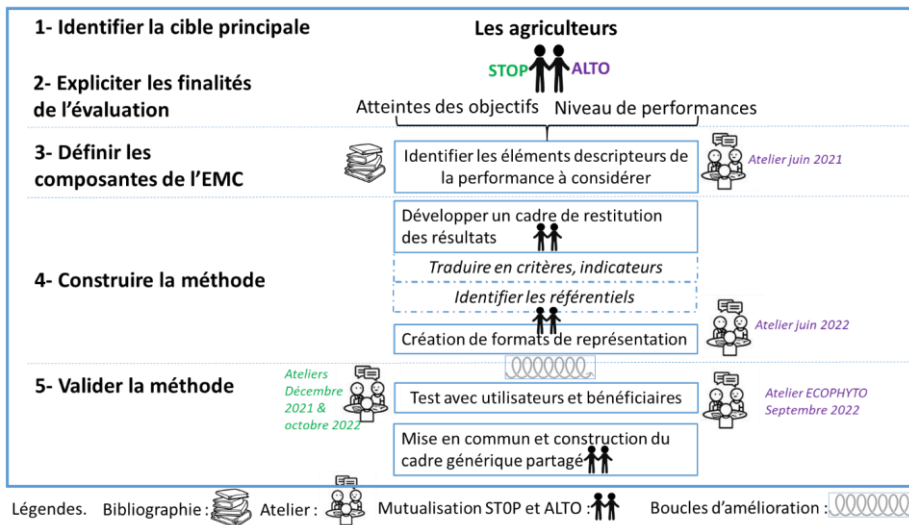 1- Identifier la cible principale
Les agriculteurs
STOP ALTO
2- Expliciter les finalités
de l'évaluation
Atteintes des objectifs Niveau de performances
3- Définir les
composantes de l'EMC
Identifier les éléments descripteurs de
la performance à considérer
Atelier juin 2021
Développer un cadre de restitution
des résultats
Traduire en critères, indicateurs
4- Construire la méthode
Identifier les référentiels
Création de formats de représentation
Atelier juin 2022
5- Valider la méthode
Ateliers
Décembre
2021 &
octobre 2022
Test avec utilisateurs et bénéficiaires
Atelier ECOPHYTO
Septembre 2022
Mise en commun et construction du
cadre générique partagé
Légendes. Bibliographie : Atelier : Mutualisation STOP et ALTO : Boucles d'amélioration :